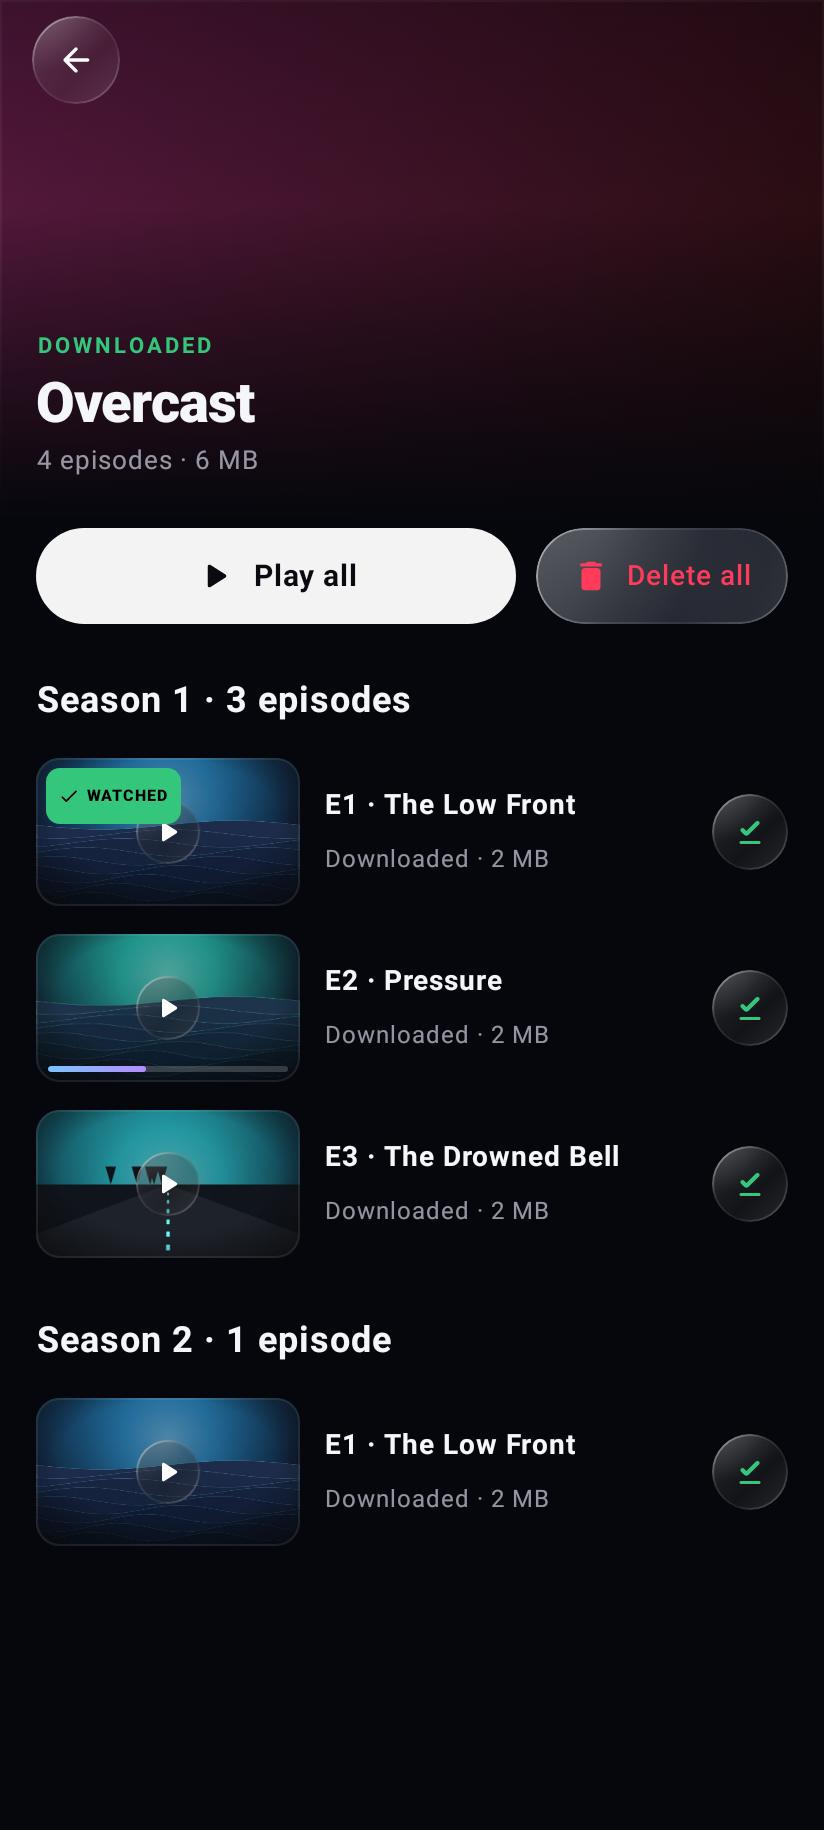 DOWNLOADED
Overcast
4 episodes · 6 MB
Play all
Delete all
Season 1 · 3 episodes
WATCHED
E1 · The Low Front
Downloaded · 2 MB
E2 · Pressure
Downloaded · 2 MB
E3 · The Drowned Bell
Downloaded · 2 MB
Season 2 · 1 episode
E1 · The Low Front
Downloaded · 2 MB